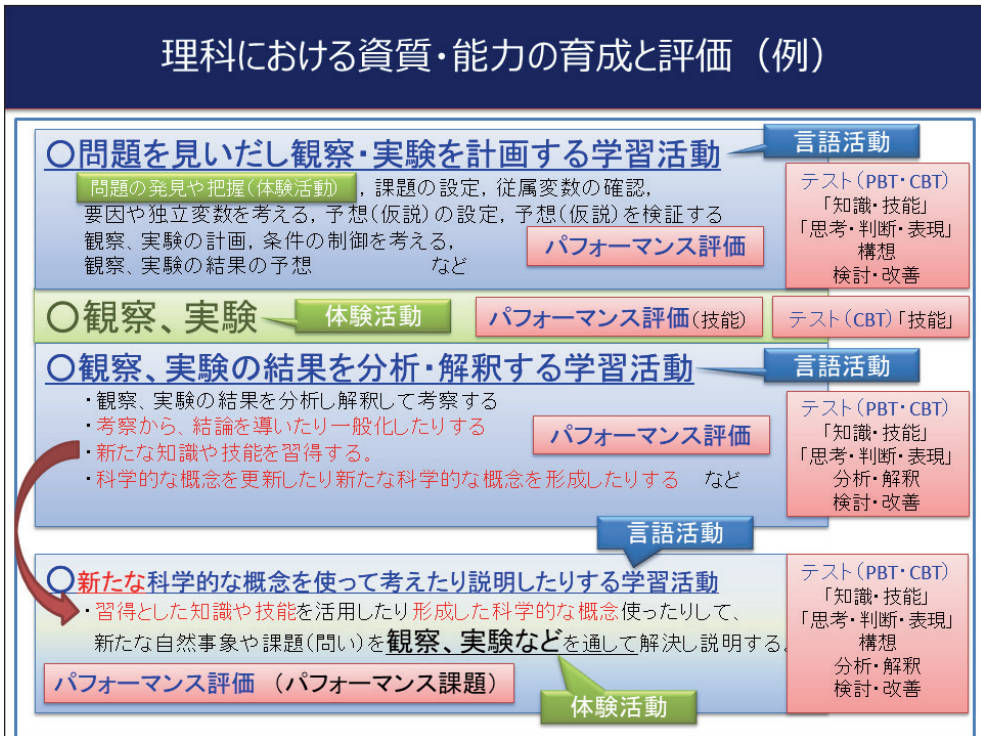 理科における資質・能力の育成と評価（例）
〇問題を見いだし観察・実験を計画する学習活動
言語活動
問題の発見や把握(体験活動)，課題の設定，従属変数の確認，
要因や独立変数を考える，予想(仮説)の設定，予想(仮説)を検証する
観察、実験の計画，条件の制御を考える，
観察、実験の結果の予想　など
パフォーマンス評価
テスト(PBT・CBT)
「知識・技能」
「思考・判断・表現」
構想
検討・改善
〇観察、実験
体験活動
パフォーマンス評価(技能)
テスト(CBT)「技能」
〇観察、実験の結果を分析・解釈する学習活動
言語活動
・観察、実験の結果を分析し解釈して考察する
・考察から、結論を導いたり一般化したりする
・新たな知識や技能を習得する。
・科学的な概念を更新したり新たな科学的な概念を形成したりする　など
パフォーマンス評価
テスト(PBT・CBT)
「知識・技能」
「思考・判断・表現」
分析・解釈
検討・改善
言語活動
〇新たな科学的な概念を使って考えたり説明したりする学習活動
・習得とした知識や技能を活用したり形成した科学的な概念使ったりして、
新たな自然事象や課題(問い)を観察、実験などを通して解決し説明する。
パフォーマンス評価　（パフォーマンス課題）
体験活動
テスト(PBT・CBT)
「知識・技能」
「思考・判断・表現」
構想
分析・解釈
検討・改善